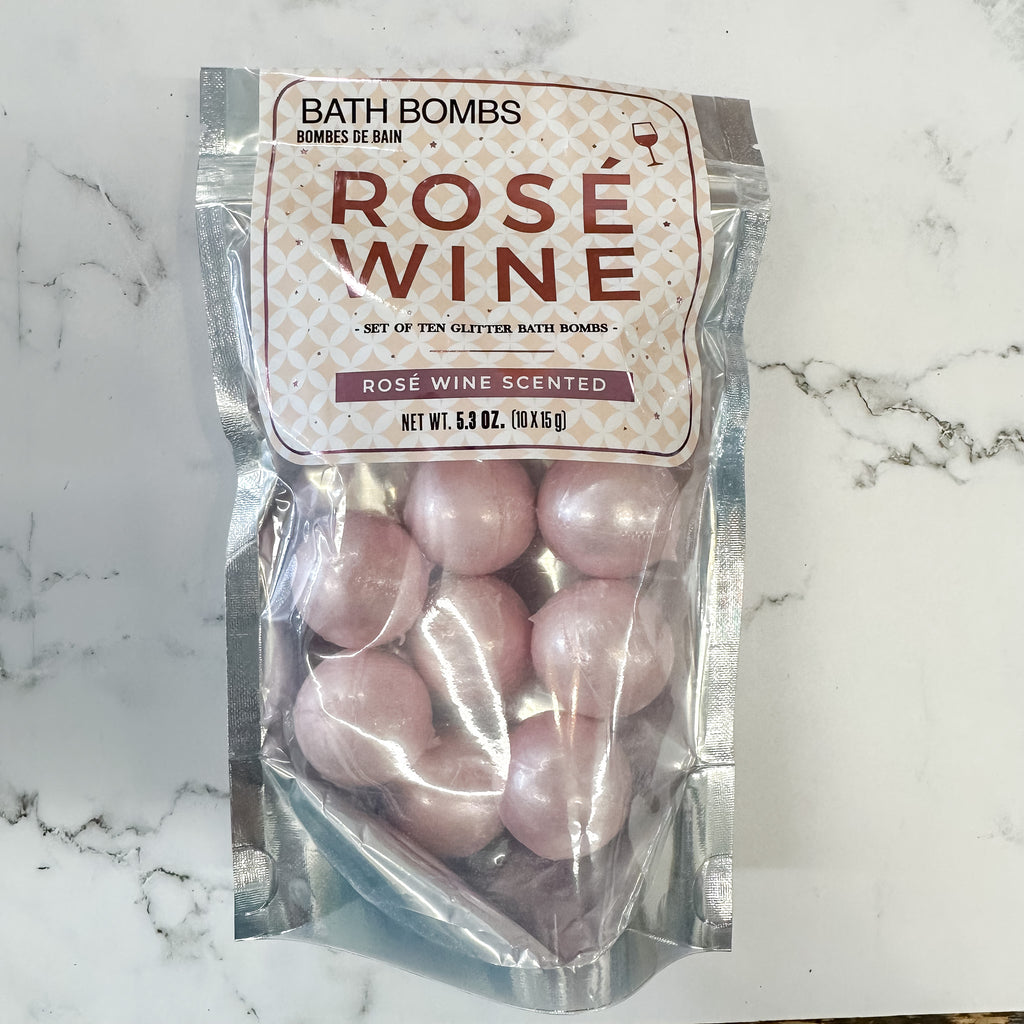 BATH BOMBS
BOMBES DE BAIN
ROSÉ
WINE
- SET OF TEN GLITTER BATH BOMBS -
ROSÉ WINE SCENTED
NET WT. 5.3 OZ. (10 X 15 g)